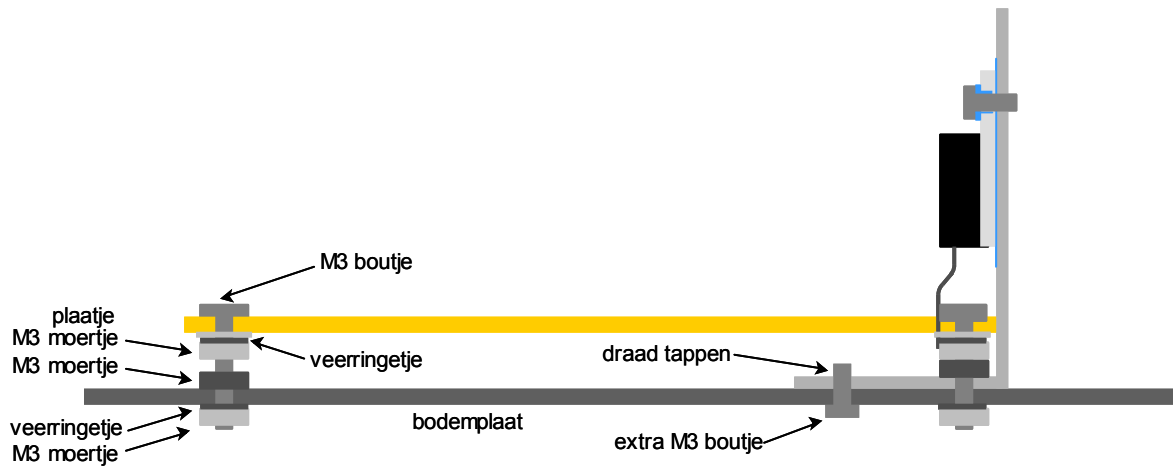 M3 boutje
plaatje
M3 moertje
M3 moertje
veerringetje
draad tappen
bodemplaat
extra M3 boutje
veerringetje
M3 moertje